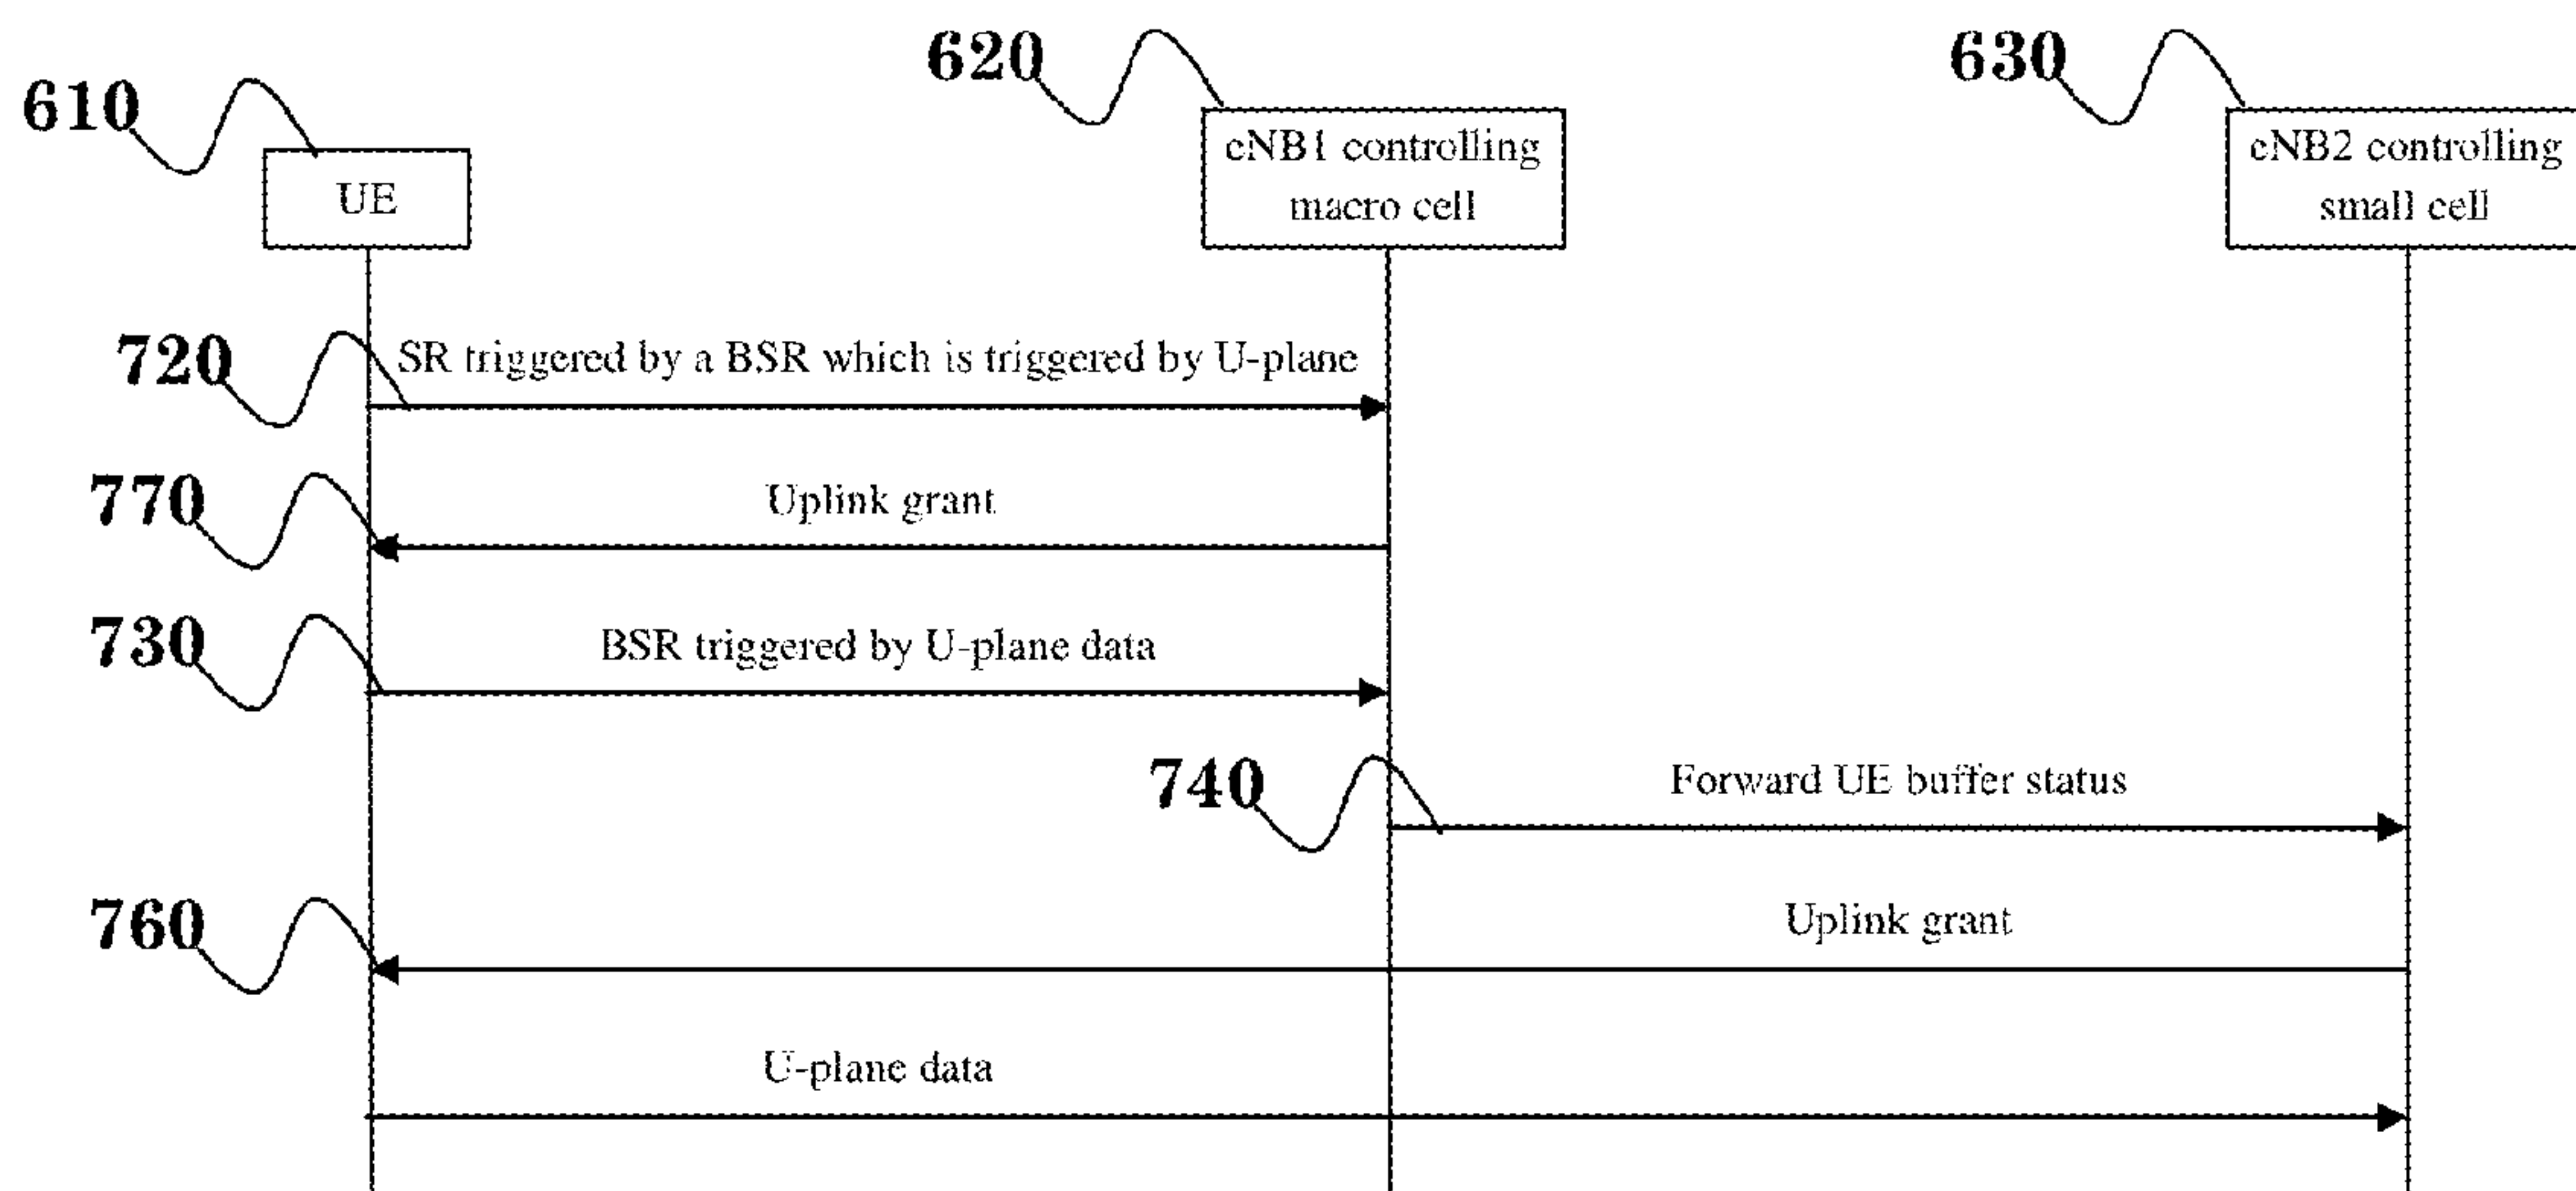 620
630
610
eNB1 controlling
macro cell
eNB2 controlling
small cell
UE
720
SR triggered by a BSR which is triggered by U-plane
770
Uplink grant
730
BSR triggered by U-plane data
740
Forward UE buffer status
760
Uplink grant
U-plane data